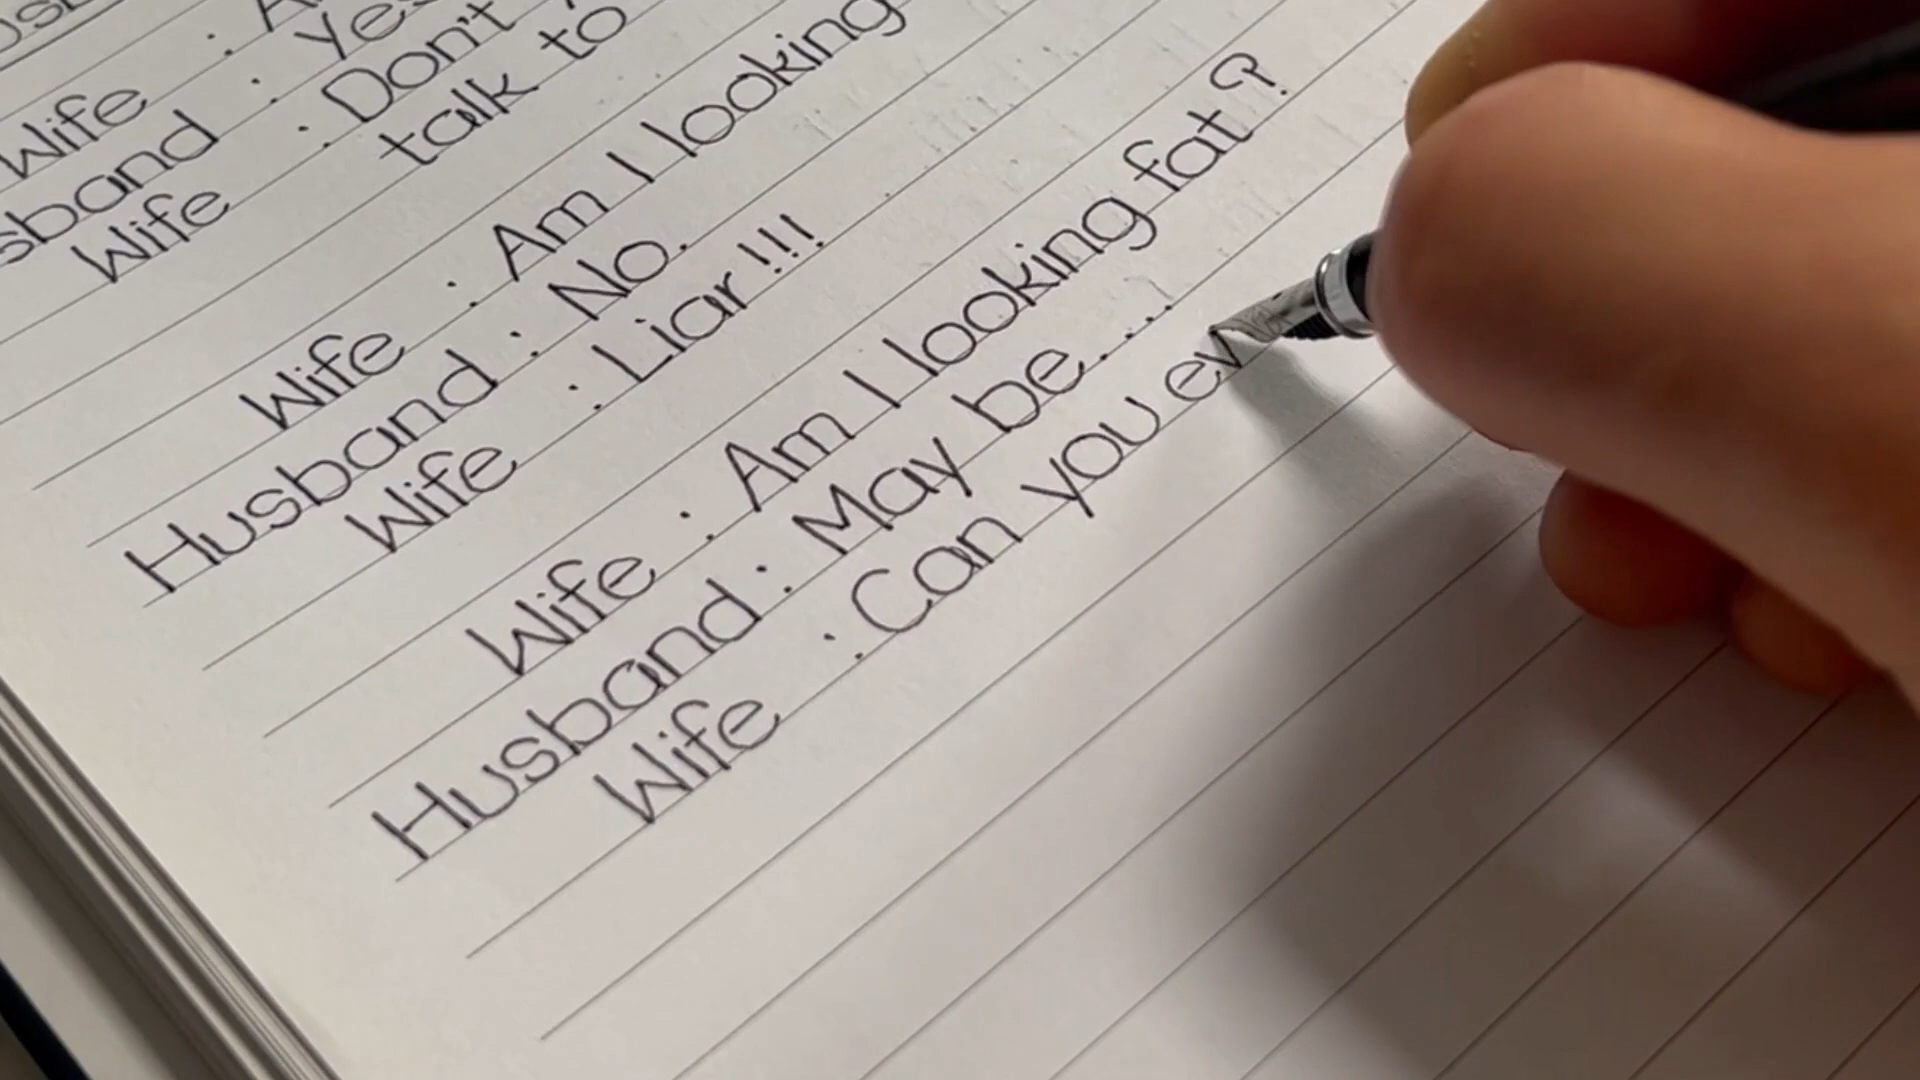 Wife : A
Husband : Yes
Wife : Don't
talk to
Wife : Am I looking
Husband : No.
Wife : Liar !!!
Wife : Am I looking fat ?
Husband : May be ....
Wife : Can you ev